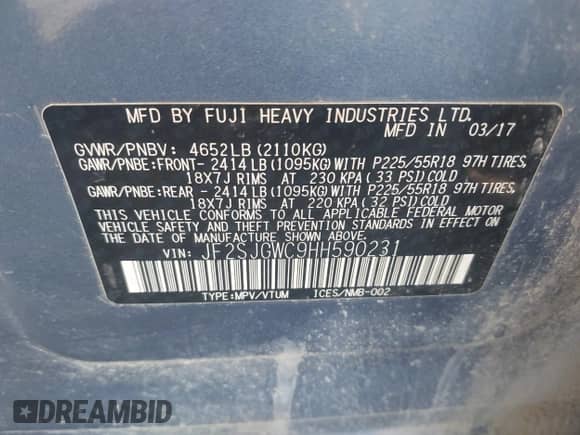 MFD BY FUJI HEAVY INDUSTRIES LTD.
MFD IN 03/17
GVWR/PNBV: 4652LB (2110KG)
GAWR/PNBE:FRONT- 2414LB (1095KG) WITH P225/55R18 97H TIRES,
18X7J RIMS AT 230 KPA ( 33 PSI) COLD
GAWR/PNBE:REAR - 2414LB (1095KG) WITH P225/55R18 97H TIRES,
18X7J RIMS AT 220 KPA ( 32 PSI) COLD
THIS VEHICLE CONFORMS TO ALL APPLICABLE FEDERAL MOTOR
VEHICLE SAFETY AND THEFT PREVENTION STANDARDS IN EFFECT ON
THE DATE OF MANUFACTURE SHOWN ABOVE.
VIN: JF2SJGWC9HH590231
TYPE:MPV/VTUM ICES/NMB-002
DREAMBID